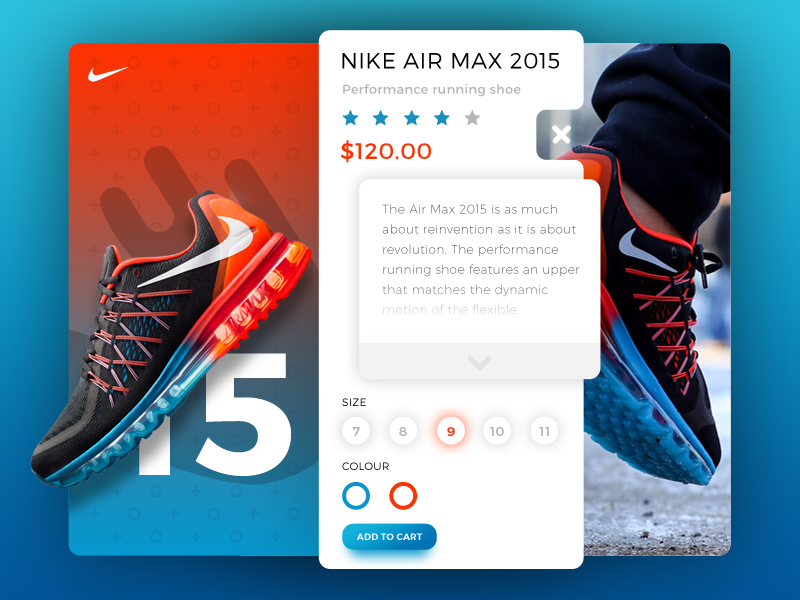 NIKE AIR MAX 2015
Performance running shoe
$120.00
The Air Max 2015 is as much
about reinvention as it is about
revolution. The performance
running shoe features an upper
that matches the dynamic
motion of the flexible.
15
SIZE
7 8 9 10 11
COLOUR
ADD TO CART